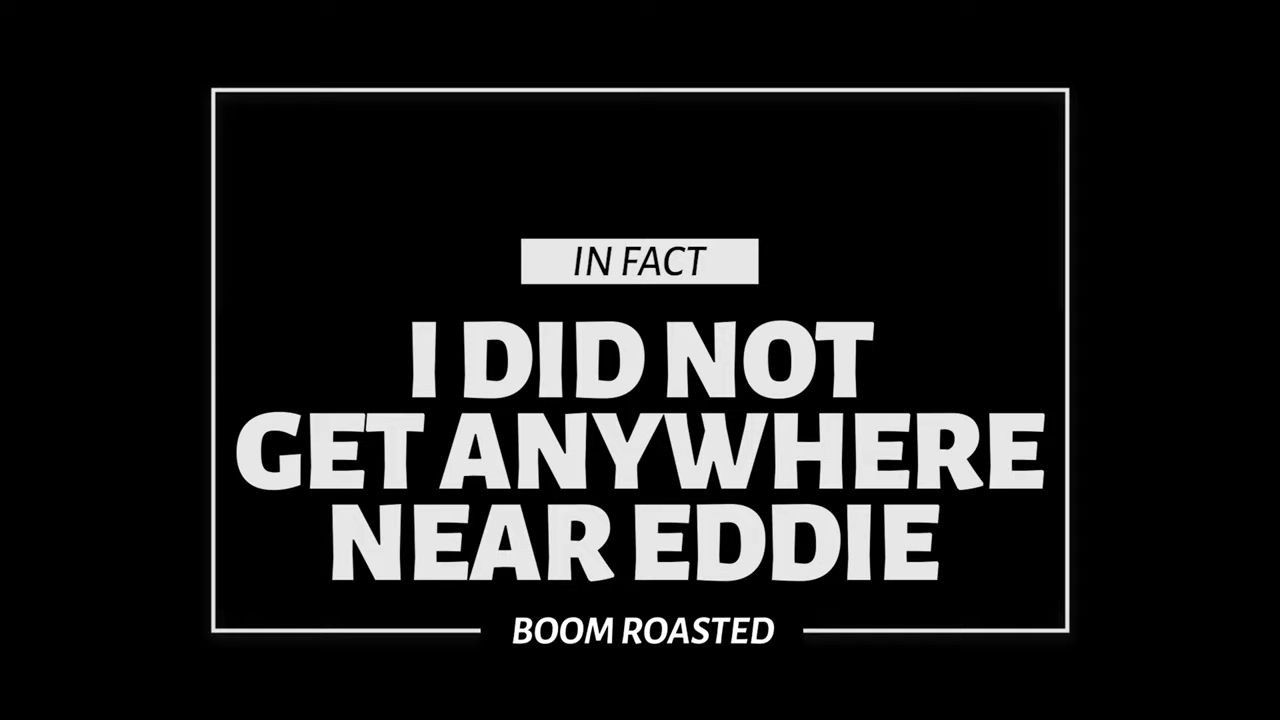 IN FACT
I DID NOT
GET ANYWHERE
NEAR EDDIE
BOOM ROASTED